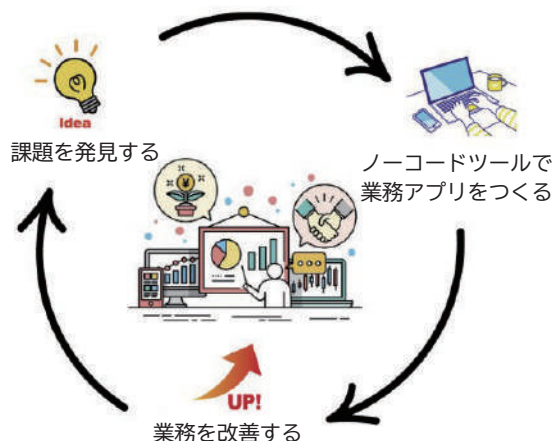 Idea
課題を発見する
ノーコードツールで
業務アプリをつくる
UP!
業務を改善する